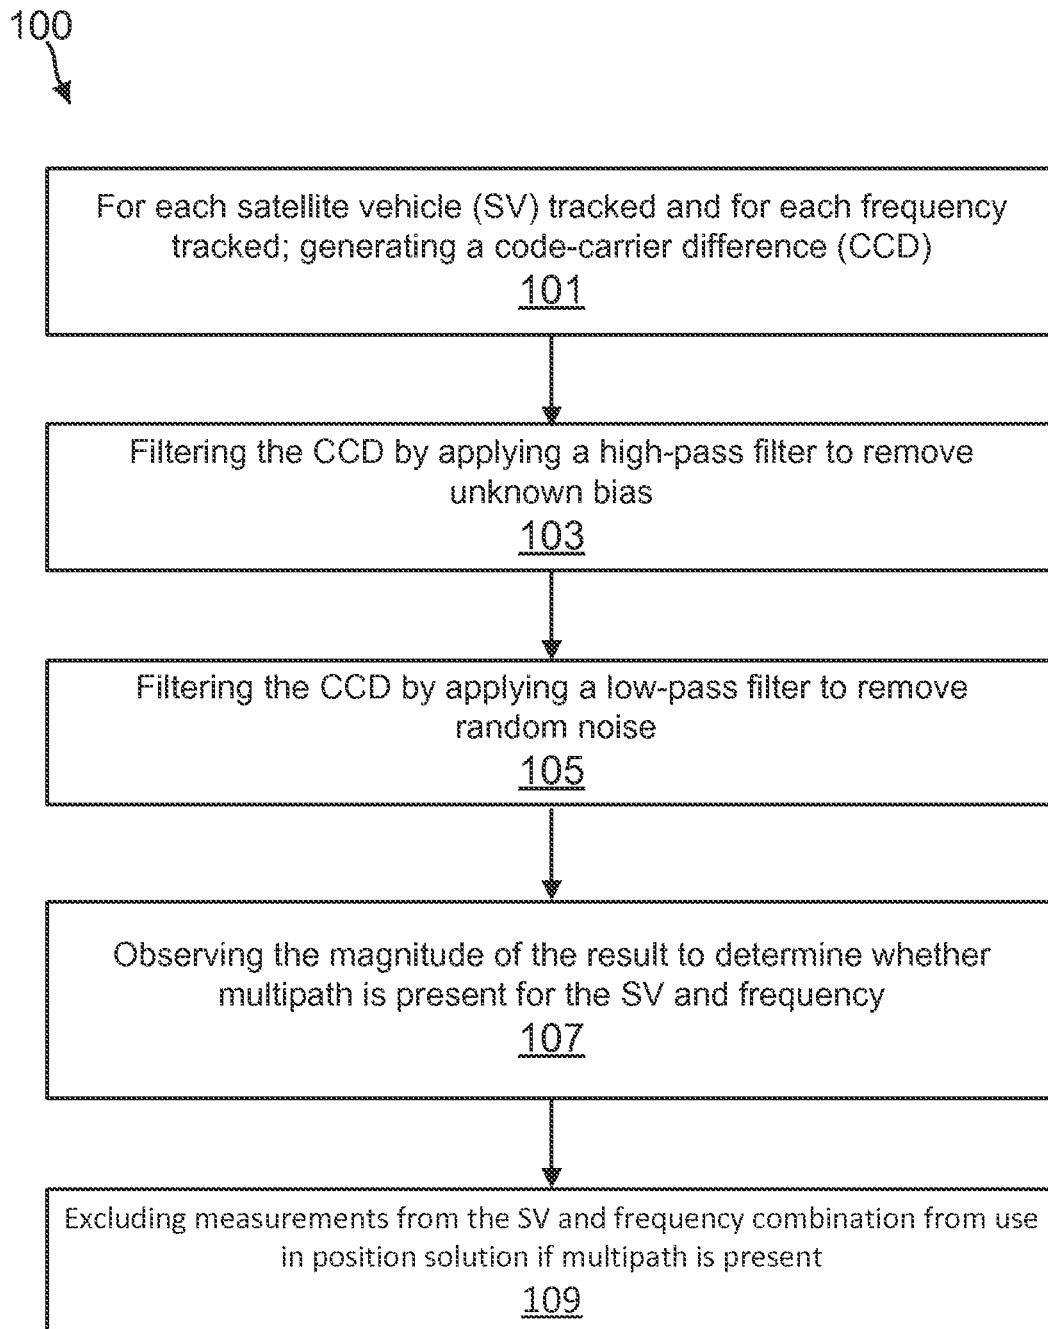 100
For each satellite vehicle (SV) tracked and for each frequency
tracked; generating a code-carrier difference (CCD)
101
Filtering the CCD by applying a high-pass filter to remove
unknown bias
103
Filtering the CCD by applying a low-pass filter to remove
random noise
105
Observing the magnitude of the result to determine whether
multipath is present for the SV and frequency
107
Excluding measurements from the SV and frequency combination from use
in position solution if multipath is present
109